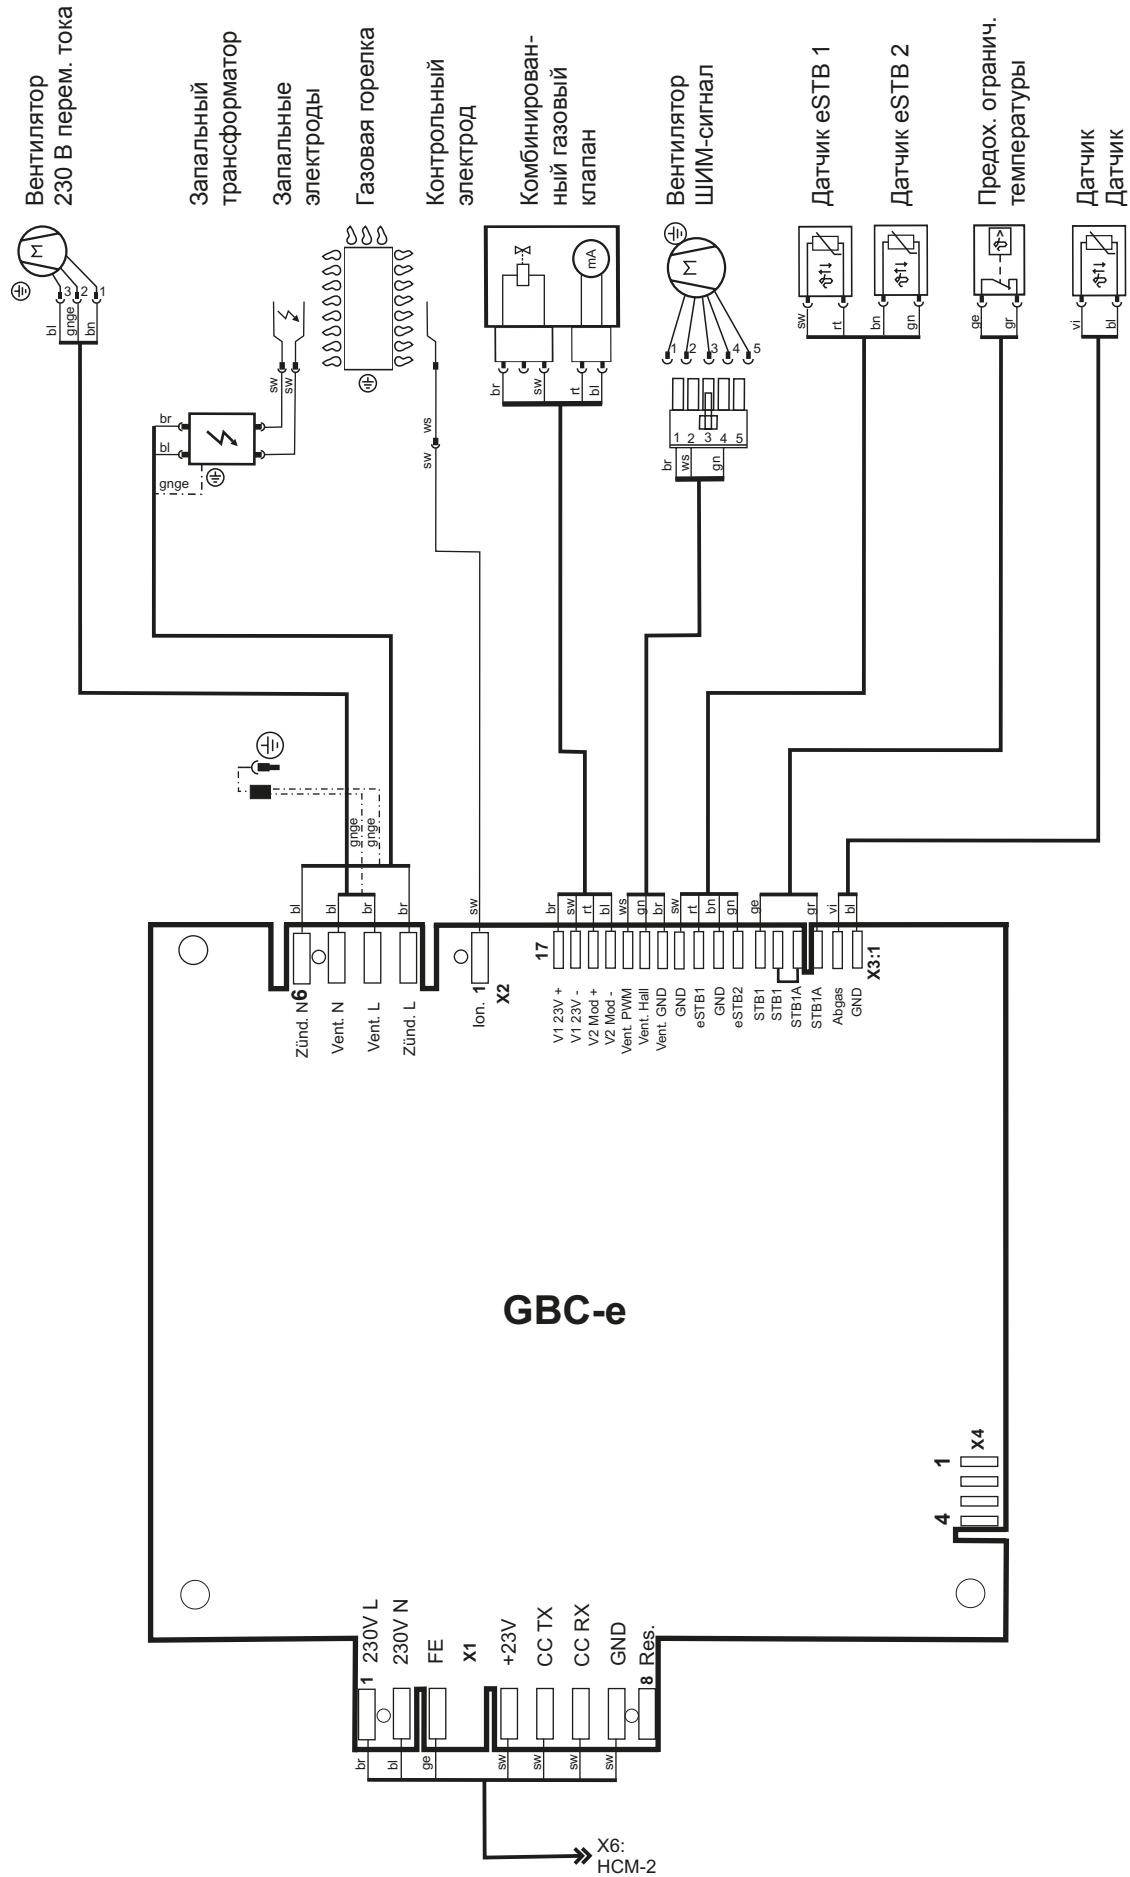 Вентилятор
230 В перем. тока
Запальный
трансформатор
Запальные
электроды
Газовая горелка
Контрольный
электрод
Комбинирован-
ный газовый
клапан
Вентилятор
ШИМ-сигнал
Датчик eSTB 1
Датчик eSTB 2
Предох. огранич.
температуры
Датчик
Датчик
M
3
2
1
bl
gnge
bn
br
bl
gnge
sw
sw
ws
sw
mA
br
sw
rt
bl
M
1
2
3
4
5
1
2
3
4
5
br
ws
gn
sw
rt
bn
gn
ge
gr
vi
bl
gnge
gnge
bl
bl
br
br
sw
br
sw
rt
bl
ws
gn
br
sw
rt
bn
gn
ge
gr
vi
bl
Zünd. N
6
Vent. N
Vent. L
Zünd. L
Ion.
1
X2
17
V1 23V +
V1 23V -
V2 Mod +
V2 Mod -
Vent. PWM
Vent. Hall
Vent. GND
GND
eSTB1
GND
eSTB2
STB1
STB1
STB1A
STB1A
Abgas
GND
X3:1
GBC-e
1
4
X4
1
230V L
230V N
FE
X1
+23V
CC TX
CC RX
GND
8
Res.
br
bl
ge
sw
sw
sw
sw
X6:
HCM-2